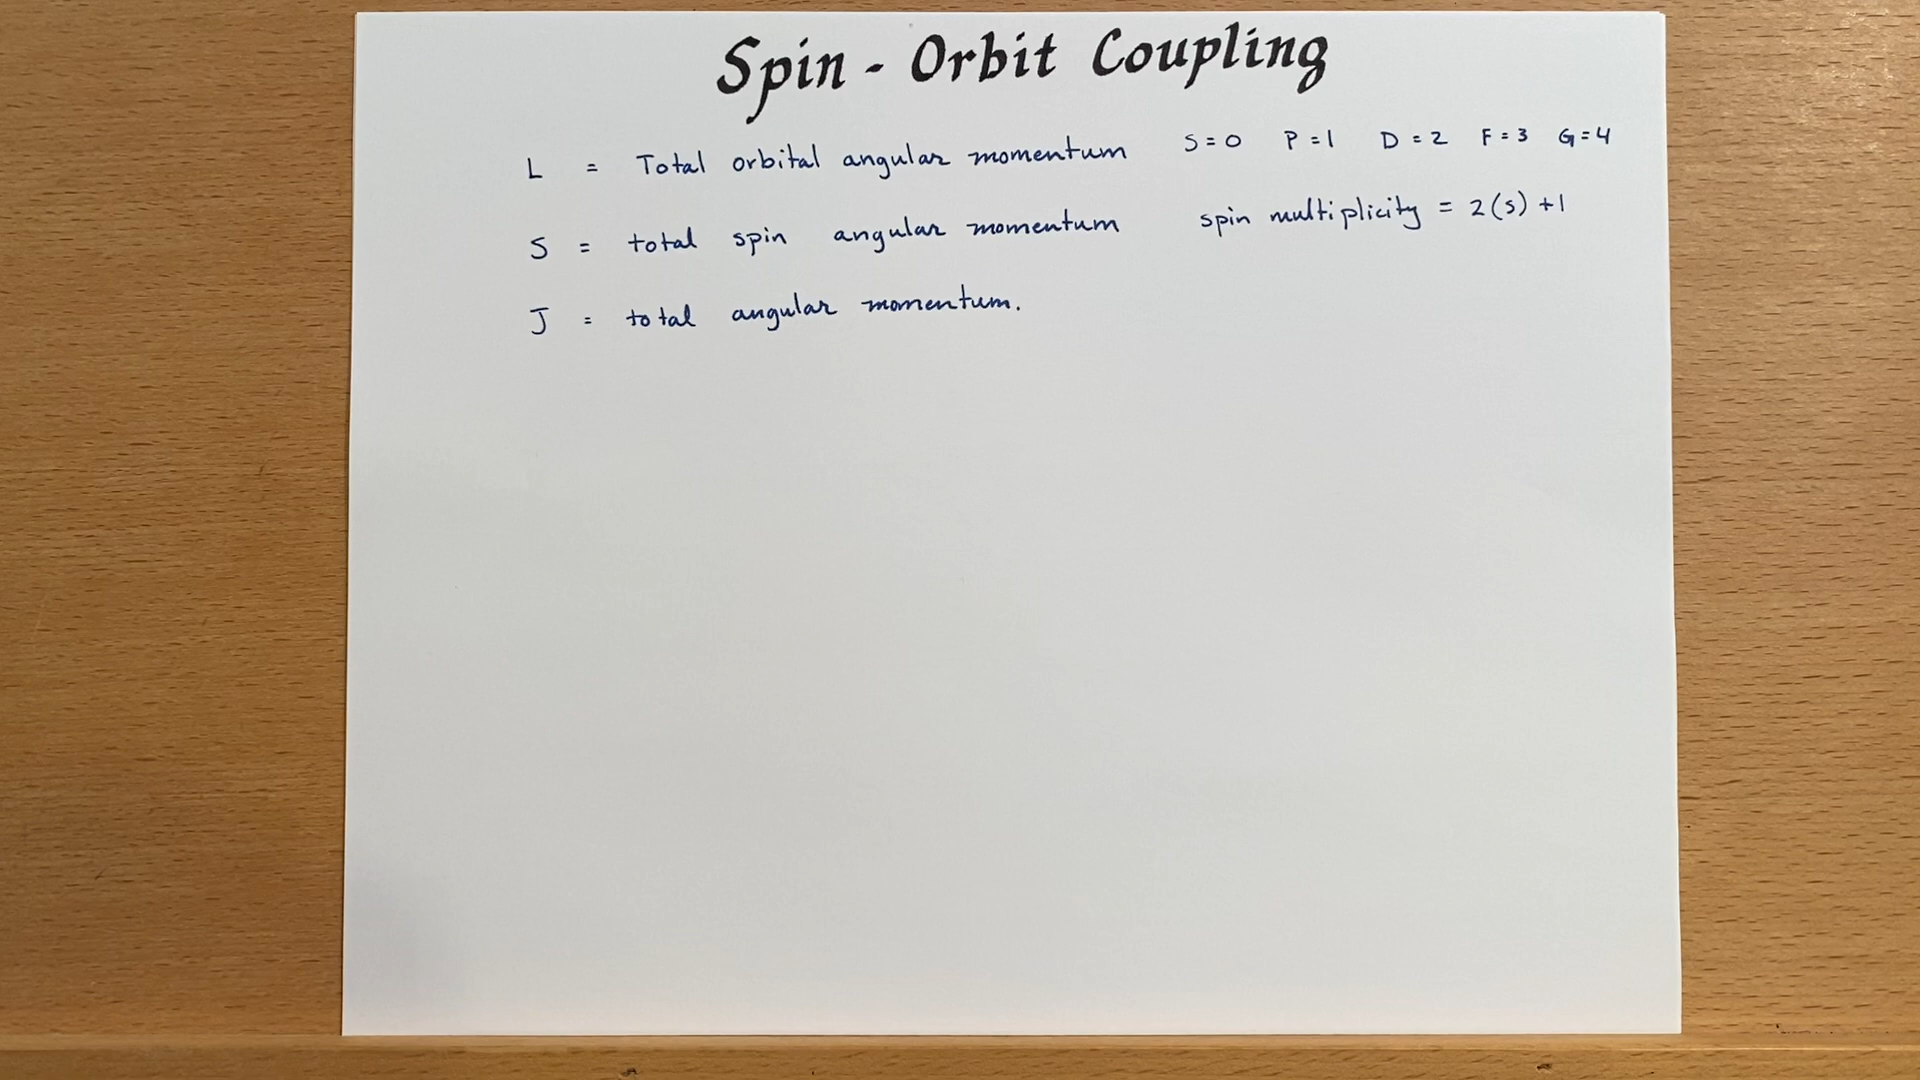 Spin - Orbit Coupling
L = Total orbital angular momentum S = 0 P = 1 D = 2 F = 3 G = 4
S = total spin angular momentum spin multiplicity = 2(s) + 1
J = total angular momentum.